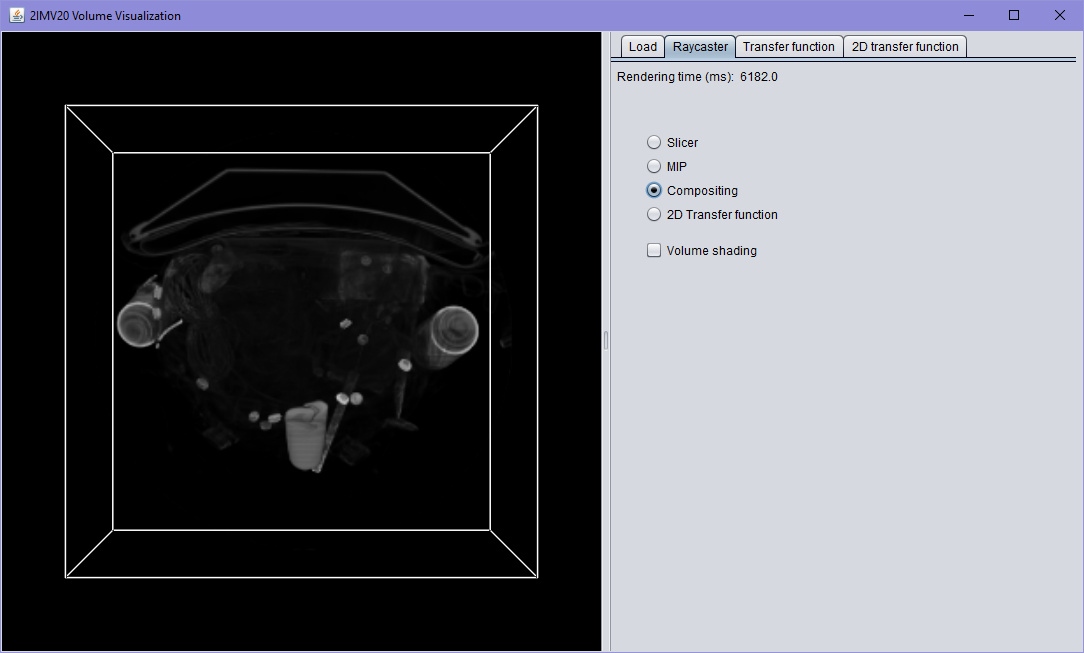 2IMV20 Volume Visualization
Load Raycaster Transfer function 2D transfer function
Rendering time (ms): 6182.0
Slicer
MIP
Compositing
2D Transfer function
Volume shading